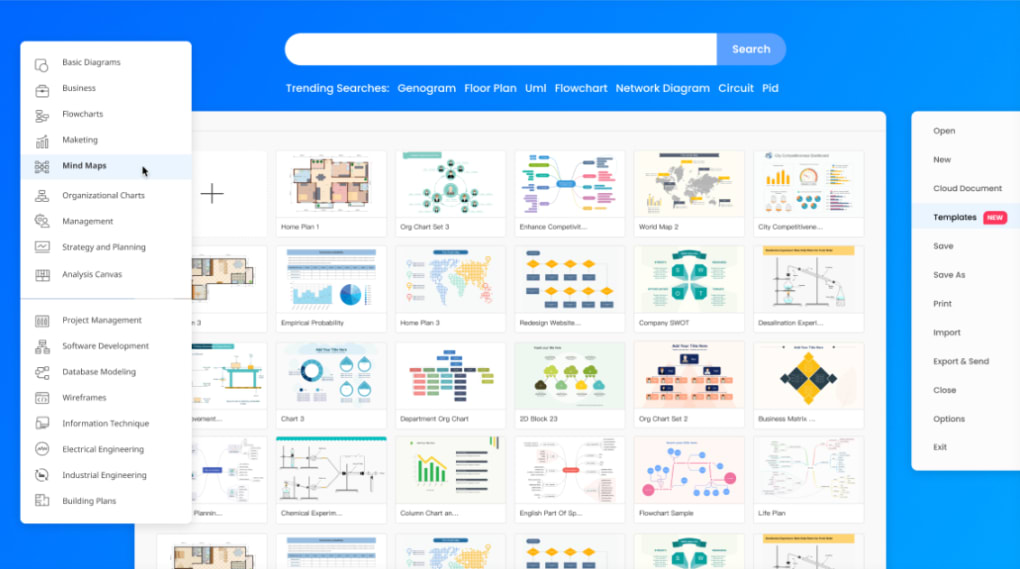 Search
Trending Searches: Genogram Floor Plan Uml Flowchart Network Diagram Circuit Pid
Basic Diagrams
Business
Flowcharts
Maketing
Mind Maps
Organizational Charts
Management
Strategy and Planning
Analysis Canvas
Project Management
Software Development
Database Modeling
Wireframes
Information Technique
Electrical Engineering
Industrial Engineering
Building Plans
Home Plan 1
Org Chart Set 3
Enhance Competivit...
World Map 2
City Competitivene...
n 3
Empirical Probability
Home Plan 3
Redesign Website...
Company SWOT
Desalination Experi...
Chart 3
Department Org Chart
2D Block 23
Org Chart Set 2
Business Matrix ...
Plannin...
Chemical Experim...
Column Chart an...
English Part Of Sp...
Flowchart Sample
Life Plan
Open
New
Cloud Document
Templates NEW
Save
Save As
Print
Import
Export & Send
Close
Options
Exit